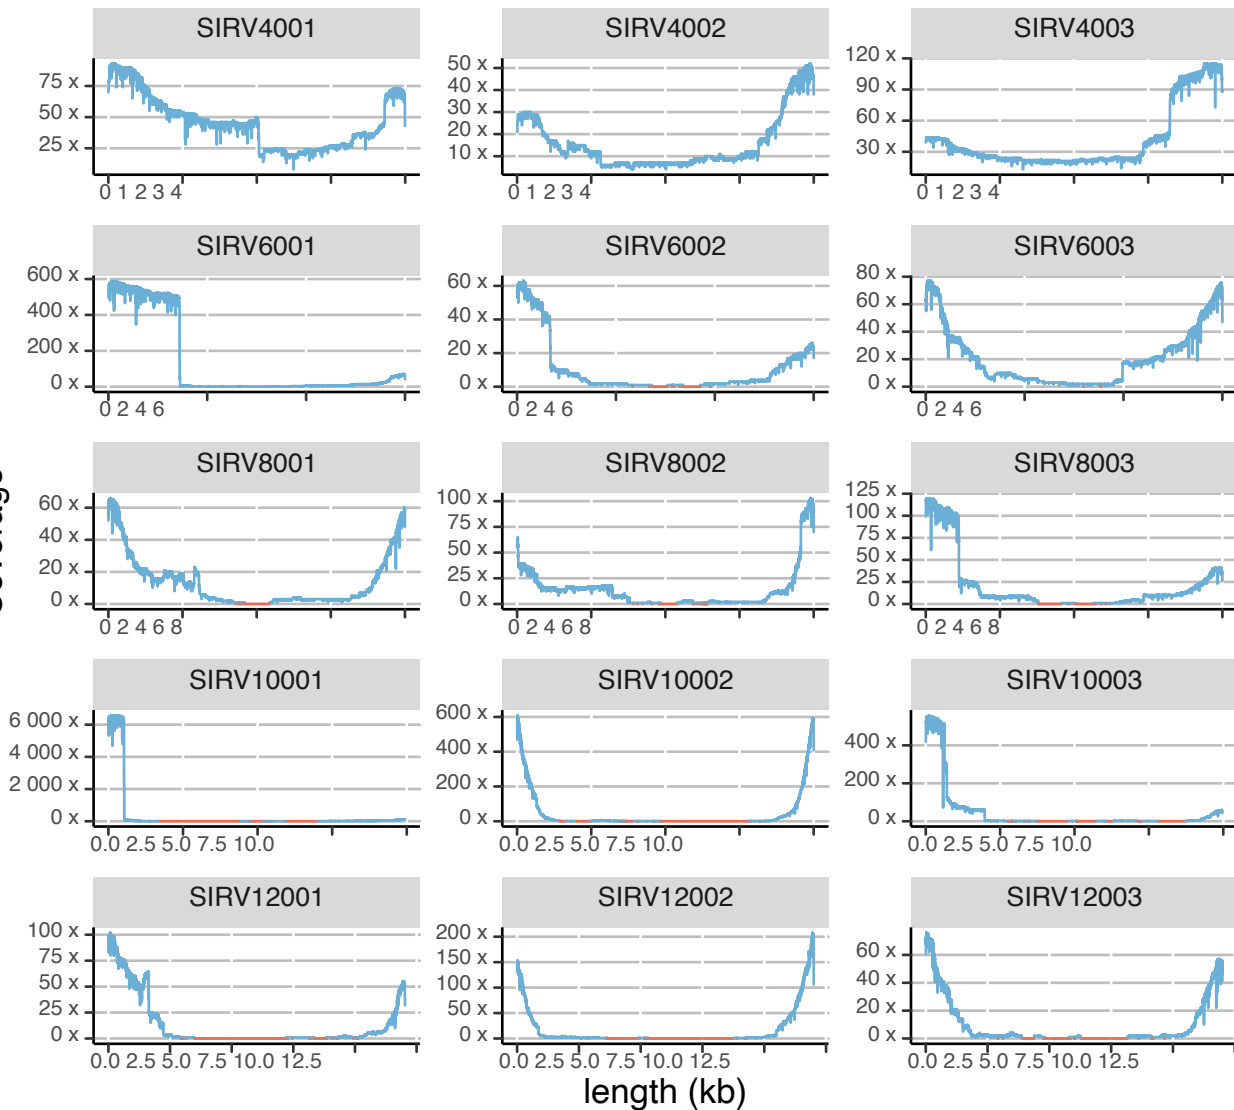 SIRV4001 SIRV4002 SIRV4003
75 x
50 x
25 x
0 1 2 3 4
50 x
40 x
30 x
20 x
10 x
0 1 2 3 4
120 x
90 x
60 x
30 x
0 1 2 3 4
SIRV6001 SIRV6002 SIRV6003
600 x
400 x
200 x
0 x
0 2 4 6
60 x
40 x
20 x
0 x
0 2 4 6
80 x
60 x
40 x
20 x
0 x
0 2 4 6
SIRV8001 SIRV8002 SIRV8003
60 x
40 x
20 x
0 x
0 2 4 6 8
100 x
75 x
50 x
25 x
0 x
0 2 4 6 8
125 x
100 x
75 x
50 x
25 x
0 x
0 2 4 6 8
SIRV10001 SIRV10002 SIRV10003
6 000 x
4 000 x
2 000 x
0 x
0.0 2.5 5.0 7.5 10.0
600 x
400 x
200 x
0 x
0.0 2.5 5.0 7.5 10.0
400 x
200 x
0 x
0.0 2.5 5.0 7.5 10.0
SIRV12001 SIRV12002 SIRV12003
100 x
75 x
50 x
25 x
0 x
0.0 2.5 5.0 7.5 10.0 12.5
200 x
150 x
100 x
50 x
0 x
0.0 2.5 5.0 7.5 10.0 12.5
60 x
40 x
20 x
0 x
0.0 2.5 5.0 7.5 10.0 12.5
length (kb)